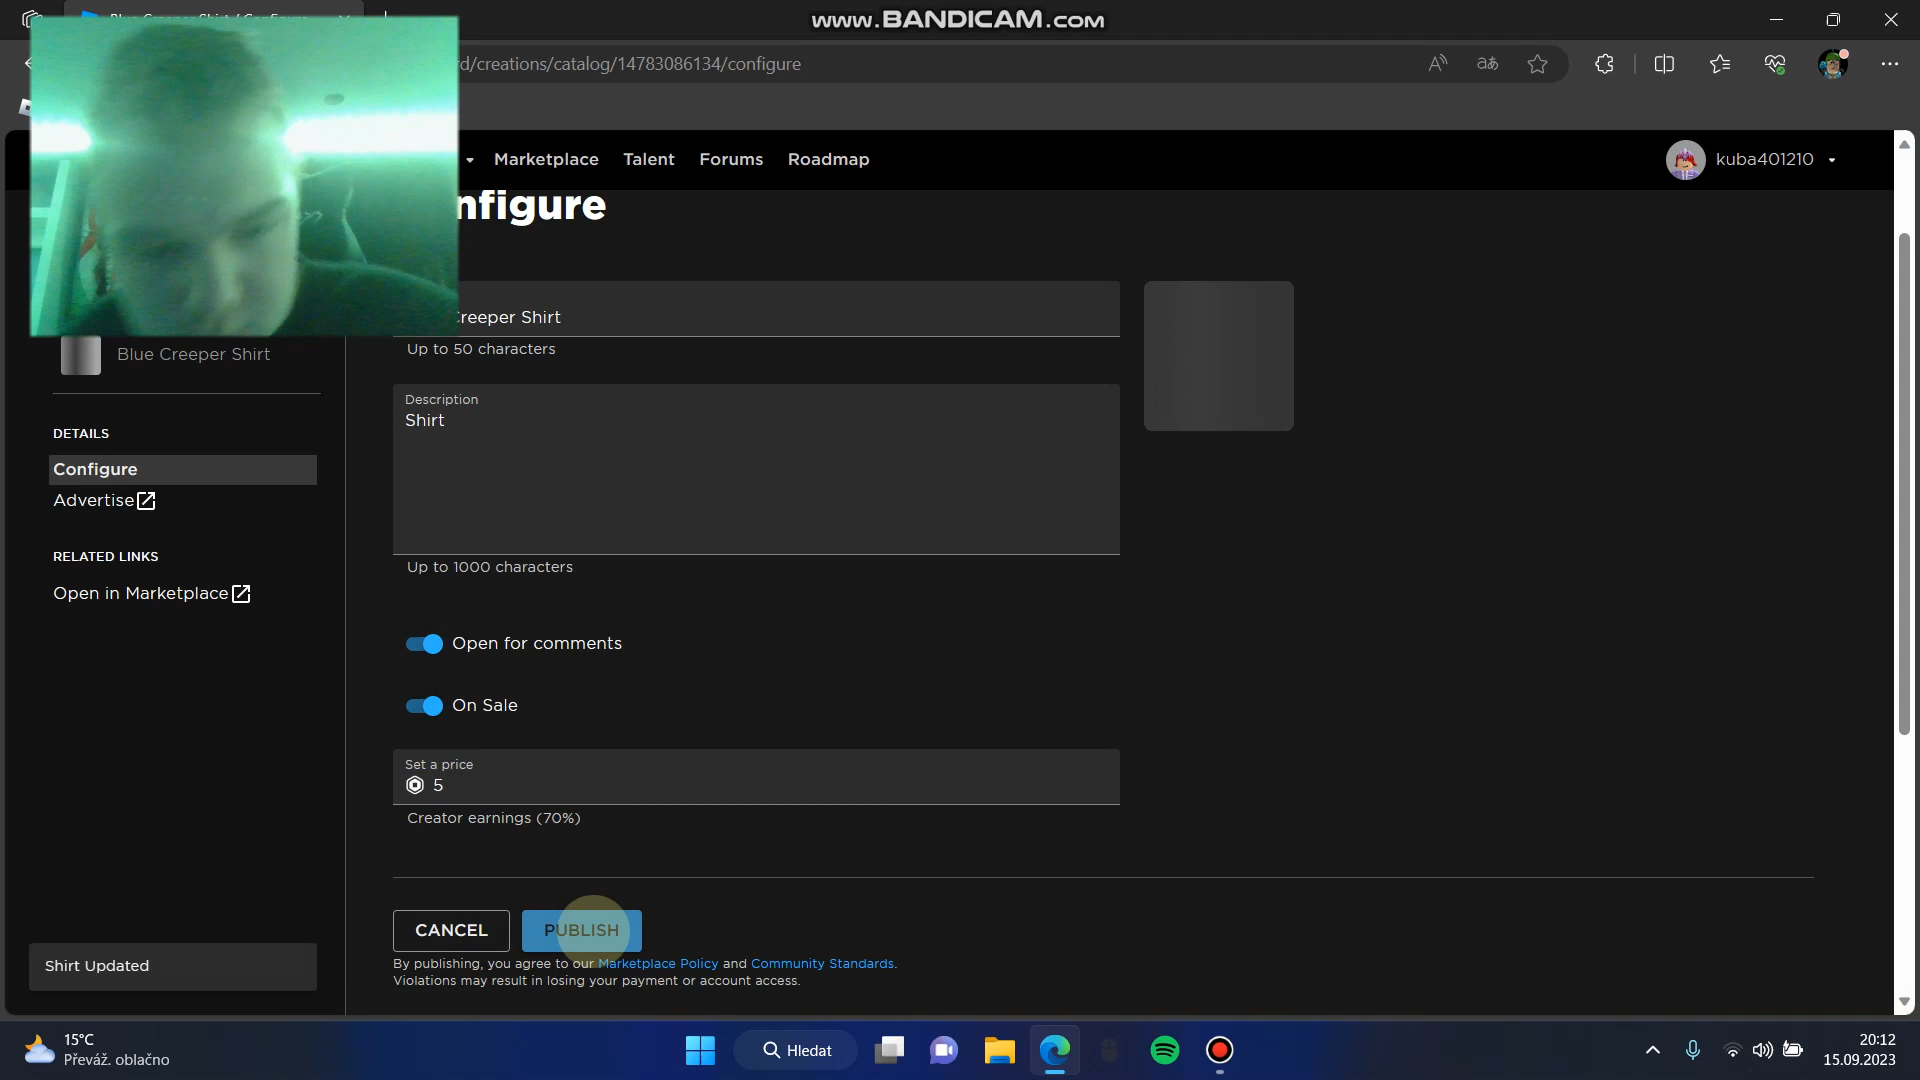 www.BANDICAM.com
d/creations/catalog/14783086134/configure
Marketplace Talent Forums Roadmap
kuba401210
nfigure
Creeper Shirt
Up to 50 characters
Blue Creeper Shirt
Description
Shirt
DETAILS
Configure
Advertise
Up to 1000 characters
RELATED LINKS
Open in Marketplace
Open for comments
On Sale
Set a price
5
Creator earnings (70%)
CANCEL
PUBLISH
By publishing, you agree to our Marketplace Policy and Community Standards.
Violations may result in losing your payment or account access.
Shirt Updated
15°C
Převáž. oblačno
Hledat
20:12
15.09.2023